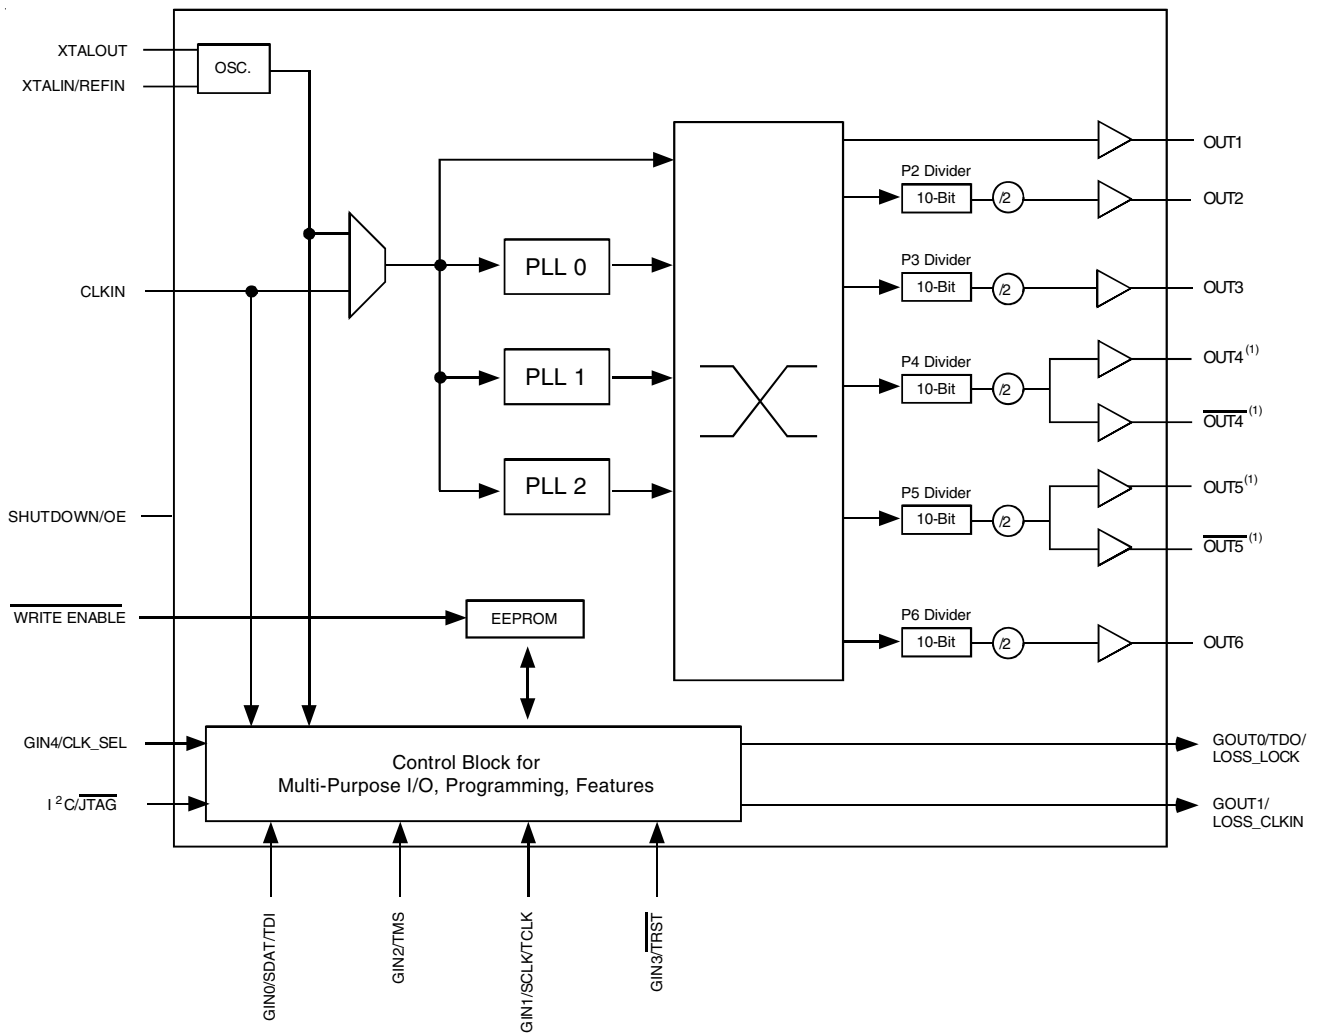 XTALOUT
XTALIN/REFIN
OSC.
CLKIN
SHUTDOWN/OE
WRITE ENABLE
GIN4/CLK_SEL
I 2C/JTAG
PLL 0
PLL 1
PLL 2
EEPROM
Control Block for
Multi-Purpose I/O, Programming, Features
P2 Divider
10-Bit
/2
P3 Divider
10-Bit
/2
P4 Divider
10-Bit
/2
P5 Divider
10-Bit
/2
P6 Divider
10-Bit
/2
OUT1
OUT2
OUT3
OUT4(1)
OUT4(1)
OUT5(1)
OUT5(1)
OUT6
GOUT0/TDO/
LOSS_LOCK
GOUT1/
LOSS_CLKIN
GIN0/SDAT/TDI
GIN2/TMS
GIN1/SCLK/TCLK
GIN3/TRST